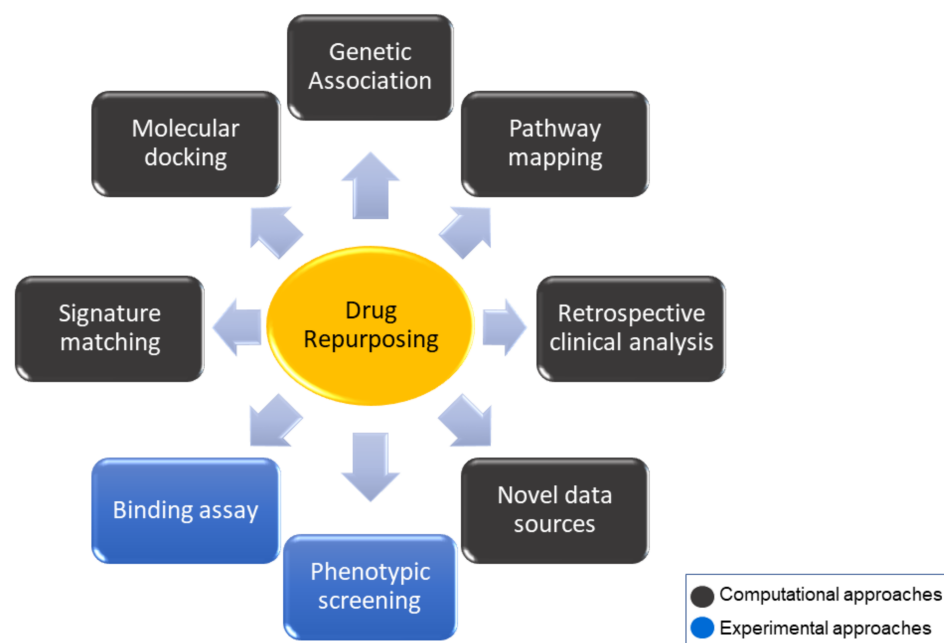 Genetic
Association
Molecular
docking
Pathway
mapping
Signature
matching
Drug
Repurposing
Retrospective
clinical analysis
Binding assay
Novel data
sources
Phenotypic
screening
Computational approaches
Experimental approaches